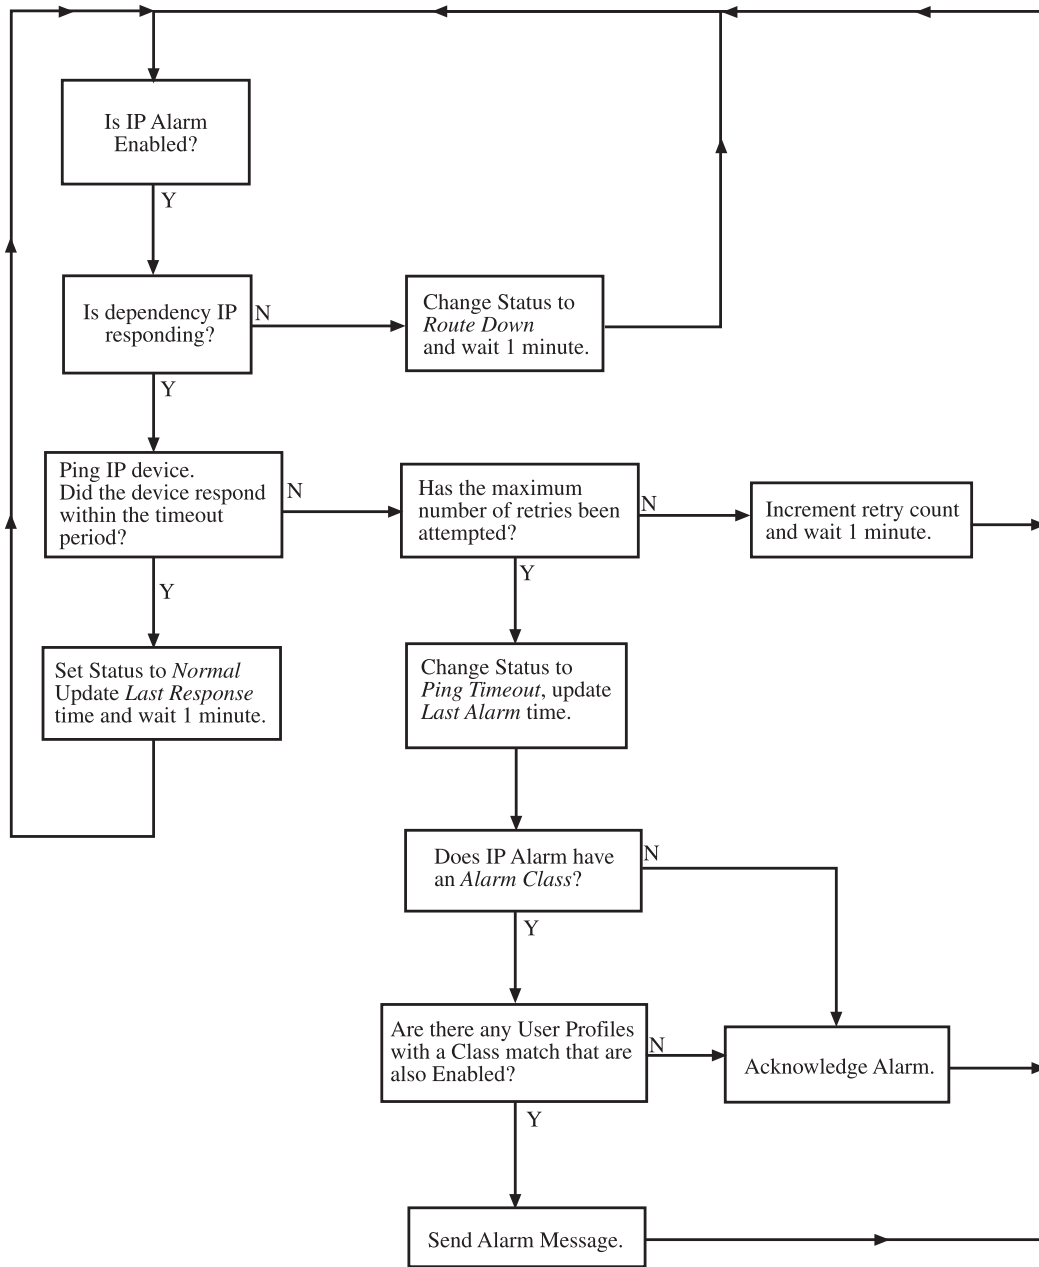 Is IP Alarm
Enabled?
Y
Is dependency IP
responding?
N
Change Status to
Route Down
and wait 1 minute.
Y
Ping IP device.
Did the device respond
within the timeout
period?
N
Has the maximum
number of retries been
attempted?
N
Increment retry count
and wait 1 minute.
Y
Y
Set Status to Normal
Update Last Response
time and wait 1 minute.
Change Status to
Ping Timeout, update
Last Alarm time.
Does IP Alarm have
an Alarm Class?
N
Y
Are there any User Profiles
with a Class match that are
also Enabled?
N
Acknowledge Alarm.
Y
Send Alarm Message.